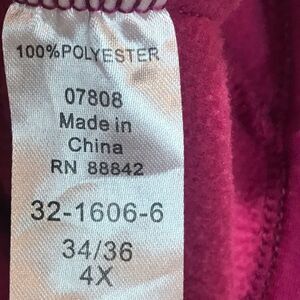 100%POLYESTER
07808
Made in
China
RN 88842
32-1606-6
34/36
4X